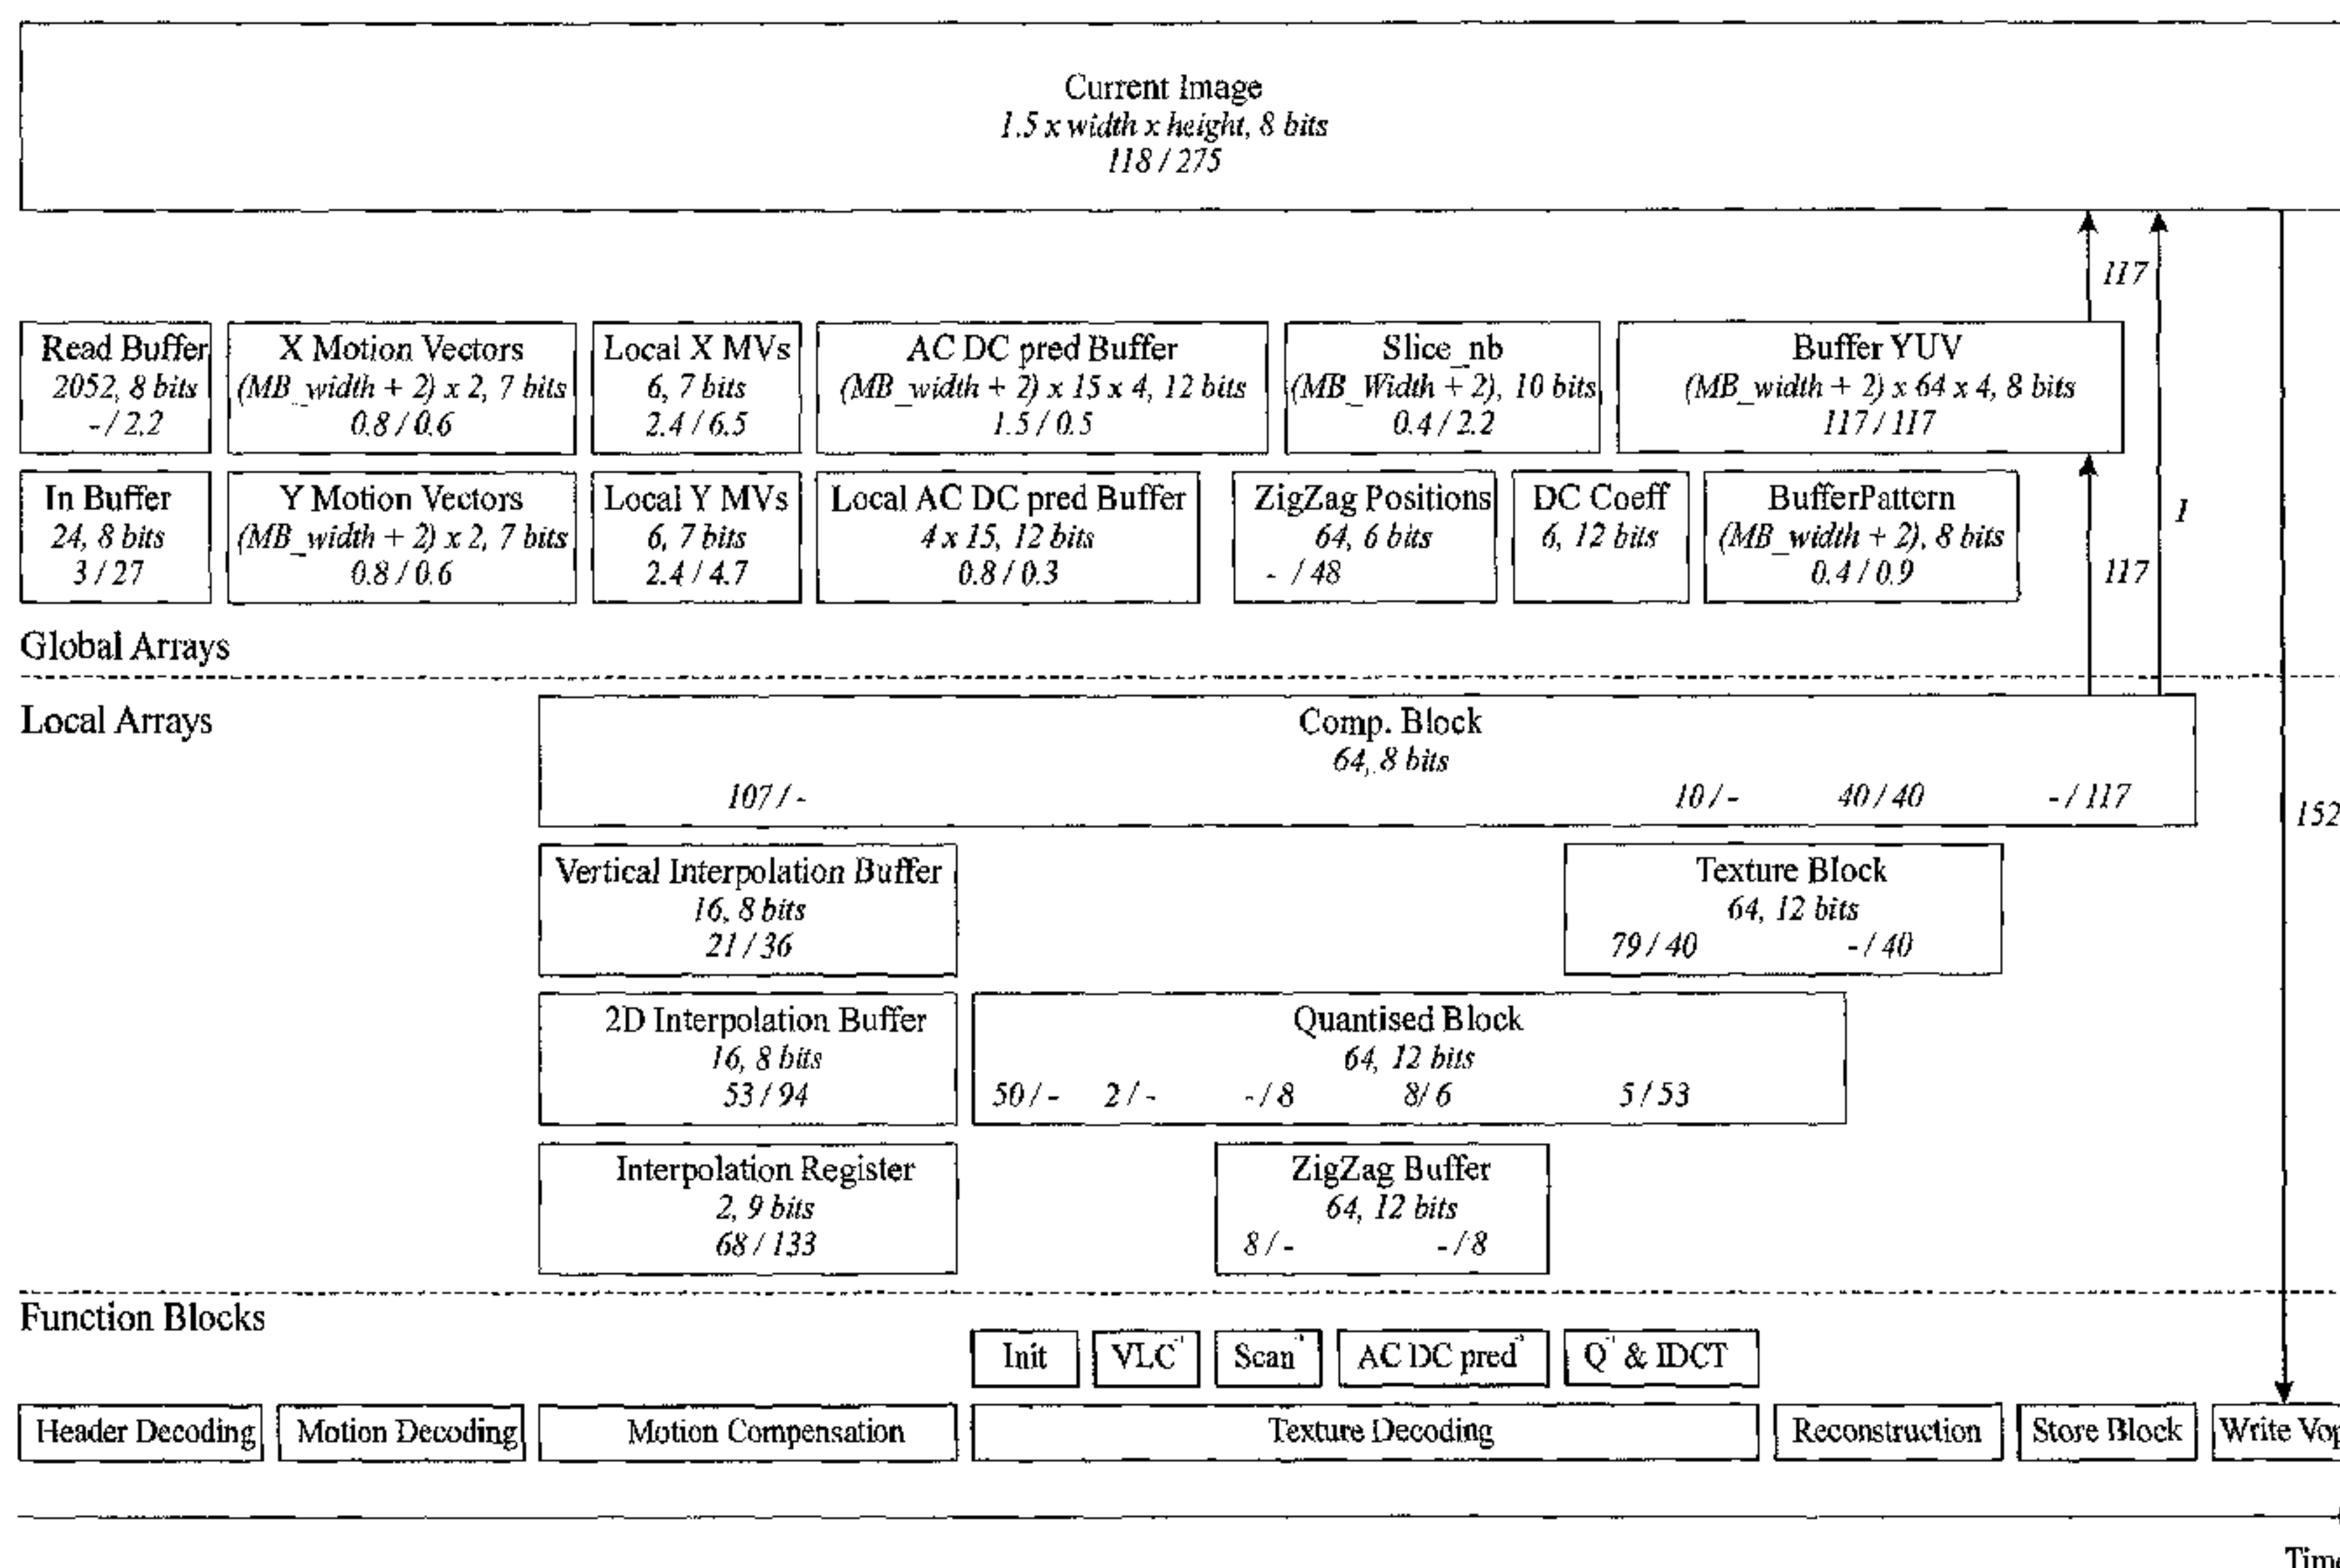 Current Image
1.5 x width x height, 8 bits
118 / 275
117
Read Buffer
2052, 8 bits
- / 2.2
X Motion Vectors
(MB_width + 2) x 2, 7 bits
0.8 / 0.6
Local X MVs
6, 7 bits
2.4 / 6.5
AC DC pred Buffer
(MB_width + 2) x 15 x 4, 12 bits
1.5 / 0.5
Slice_nb
(MB_Width + 2), 10 bits
0.4 / 2.2
Buffer YUV
(MB_width + 2) x 64 x 4, 8 bits
117 / 117
In Buffer
24, 8 bits
3 / 27
Y Motion Vectors
(MB_width + 2) x 2, 7 bits
0.8 / 0.6
Local Y MVs
6, 7 bits
2.4 / 4.7
Local AC DC pred Buffer
4 x 15, 12 bits
0.8 / 0.3
ZigZag Positions
64, 6 bits
- / 48
DC Coeff
6, 12 bits
BufferPattern
(MB_width + 2), 8 bits
0.4 / 0.9
117
1
Global Arrays
Local Arrays
Comp. Block
64, 8 bits
107 / -
10 / -
40 / 40
- / 117
152
Vertical Interpolation Buffer
16, 8 bits
21 / 36
Texture Block
64, 12 bits
79 / 40
- / 40
2D Interpolation Buffer
16, 8 bits
53 / 94
Quantised Block
64, 12 bits
50 / -
2 / -
- / 8
8/ 6
5 / 53
Interpolation Register
2, 9 bits
68 / 133
ZigZag Buffer
64, 12 bits
8 / -
- / 8
Function Blocks
Init
VLC⁻¹
Scan⁻¹
AC DC pred⁻¹
Q⁻¹ & IDCT
Header Decoding
Motion Decoding
Motion Compensation
Texture Decoding
Reconstruction
Store Block
Write Vop
Time